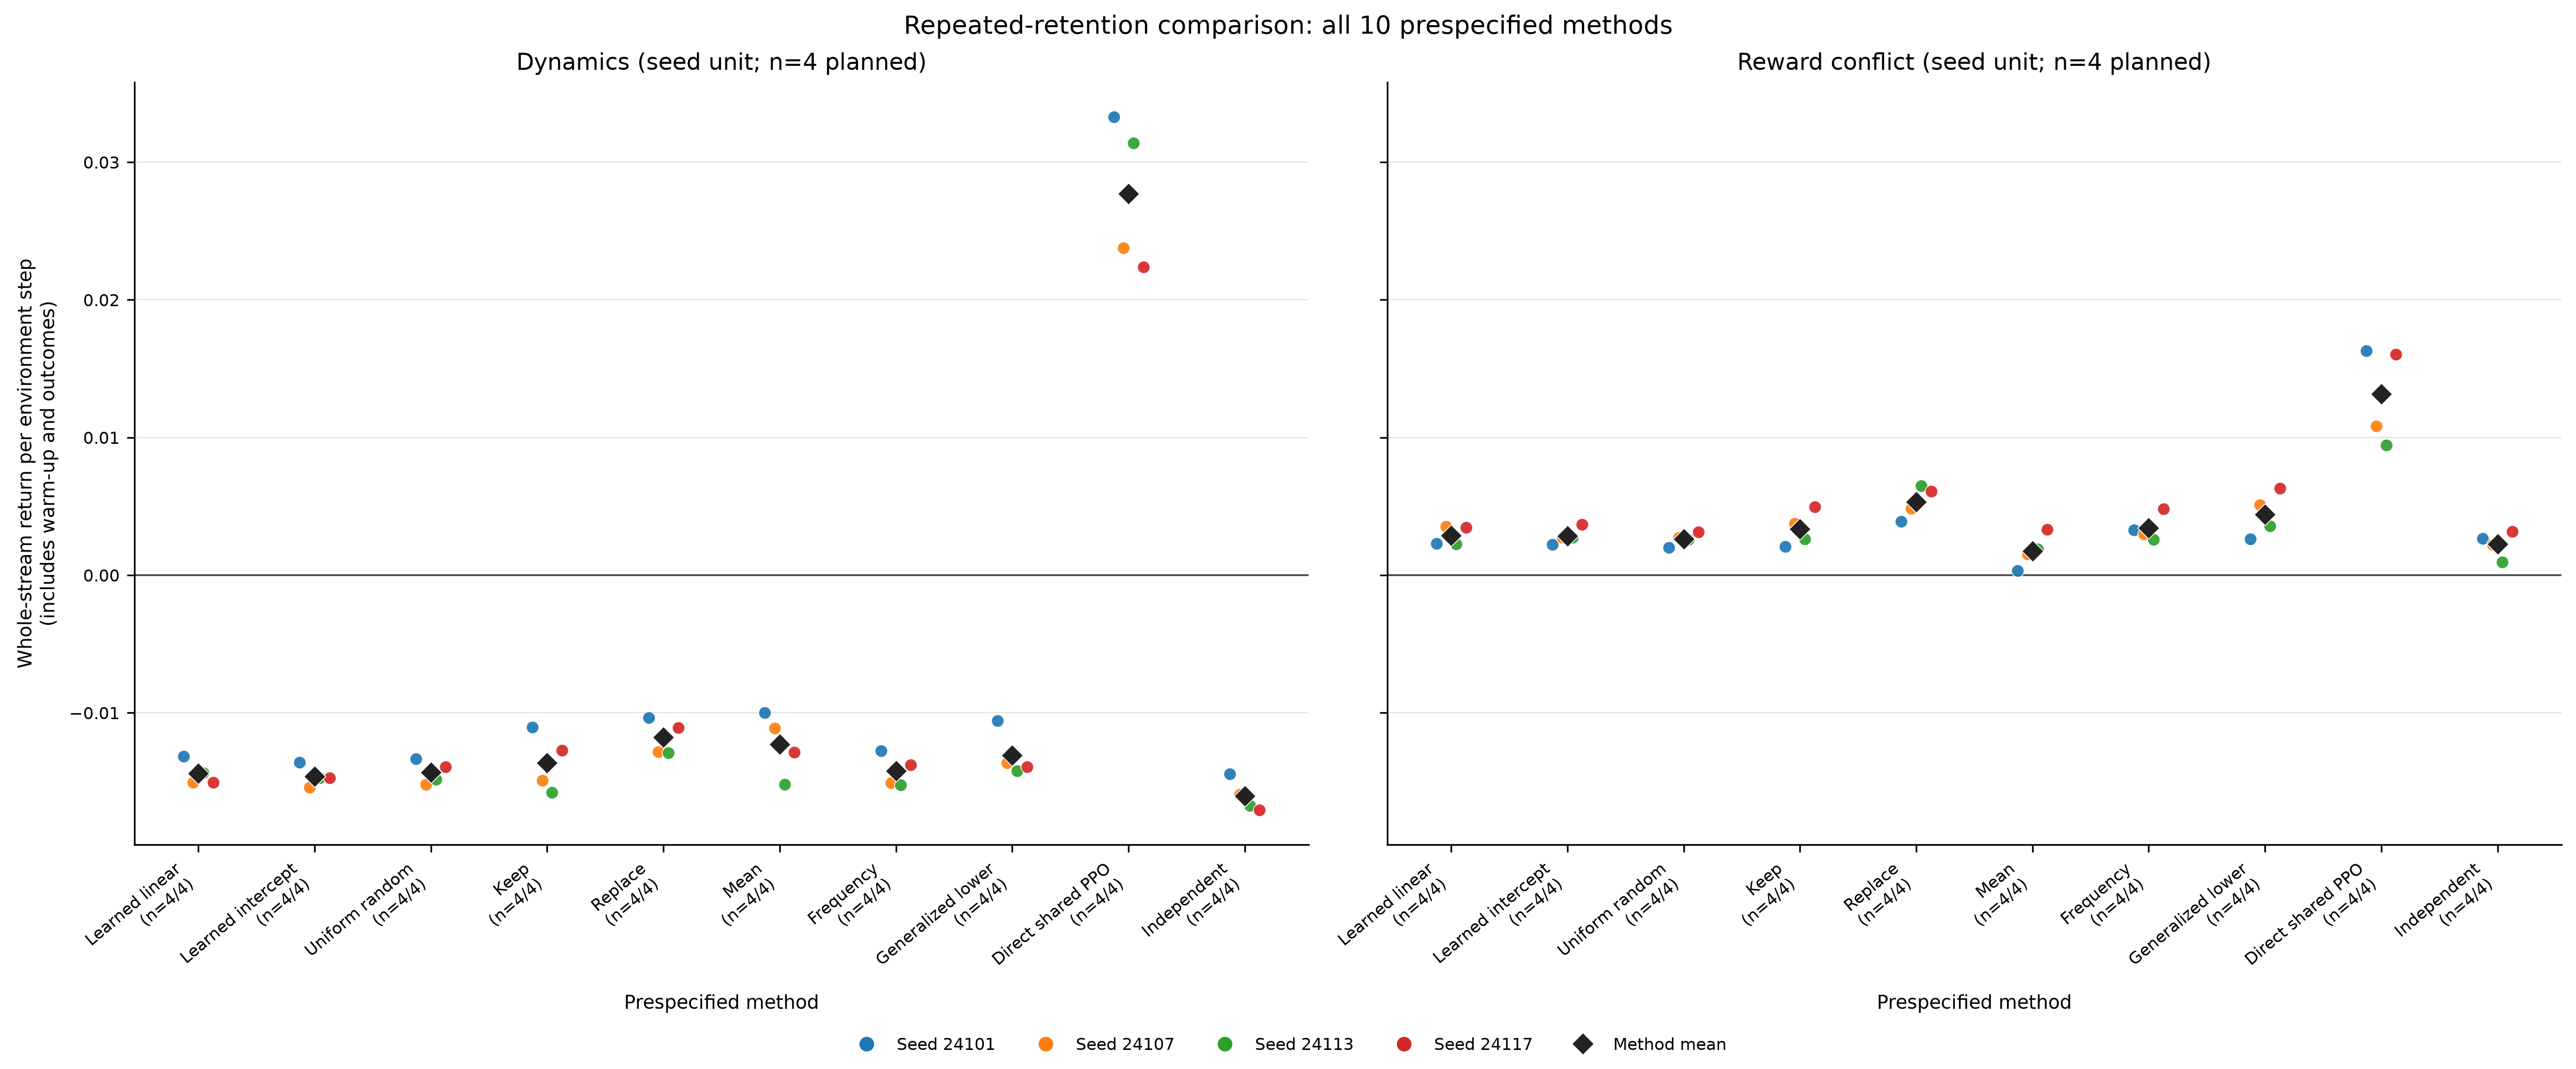 Repeated-retention comparison: all 10 prespecified methods
Dynamics (seed unit; n=4 planned)
Whole-stream return per environment step
(includes warm-up and outcomes)
0.03
0.02
0.01
0.00
−0.01
Learned linear
(n=4/4)
Learned intercept
(n=4/4)
Uniform random
(n=4/4)
Keep
(n=4/4)
Replace
(n=4/4)
Mean
(n=4/4)
Frequency
(n=4/4)
Generalized lower
(n=4/4)
Direct shared PPO
(n=4/4)
Independent
(n=4/4)
Prespecified method
Reward conflict (seed unit; n=4 planned)
Learned linear
(n=4/4)
Learned intercept
(n=4/4)
Uniform random
(n=4/4)
Keep
(n=4/4)
Replace
(n=4/4)
Mean
(n=4/4)
Frequency
(n=4/4)
Generalized lower
(n=4/4)
Direct shared PPO
(n=4/4)
Independent
(n=4/4)
Prespecified method
Seed 24101
Seed 24107
Seed 24113
Seed 24117
Method mean